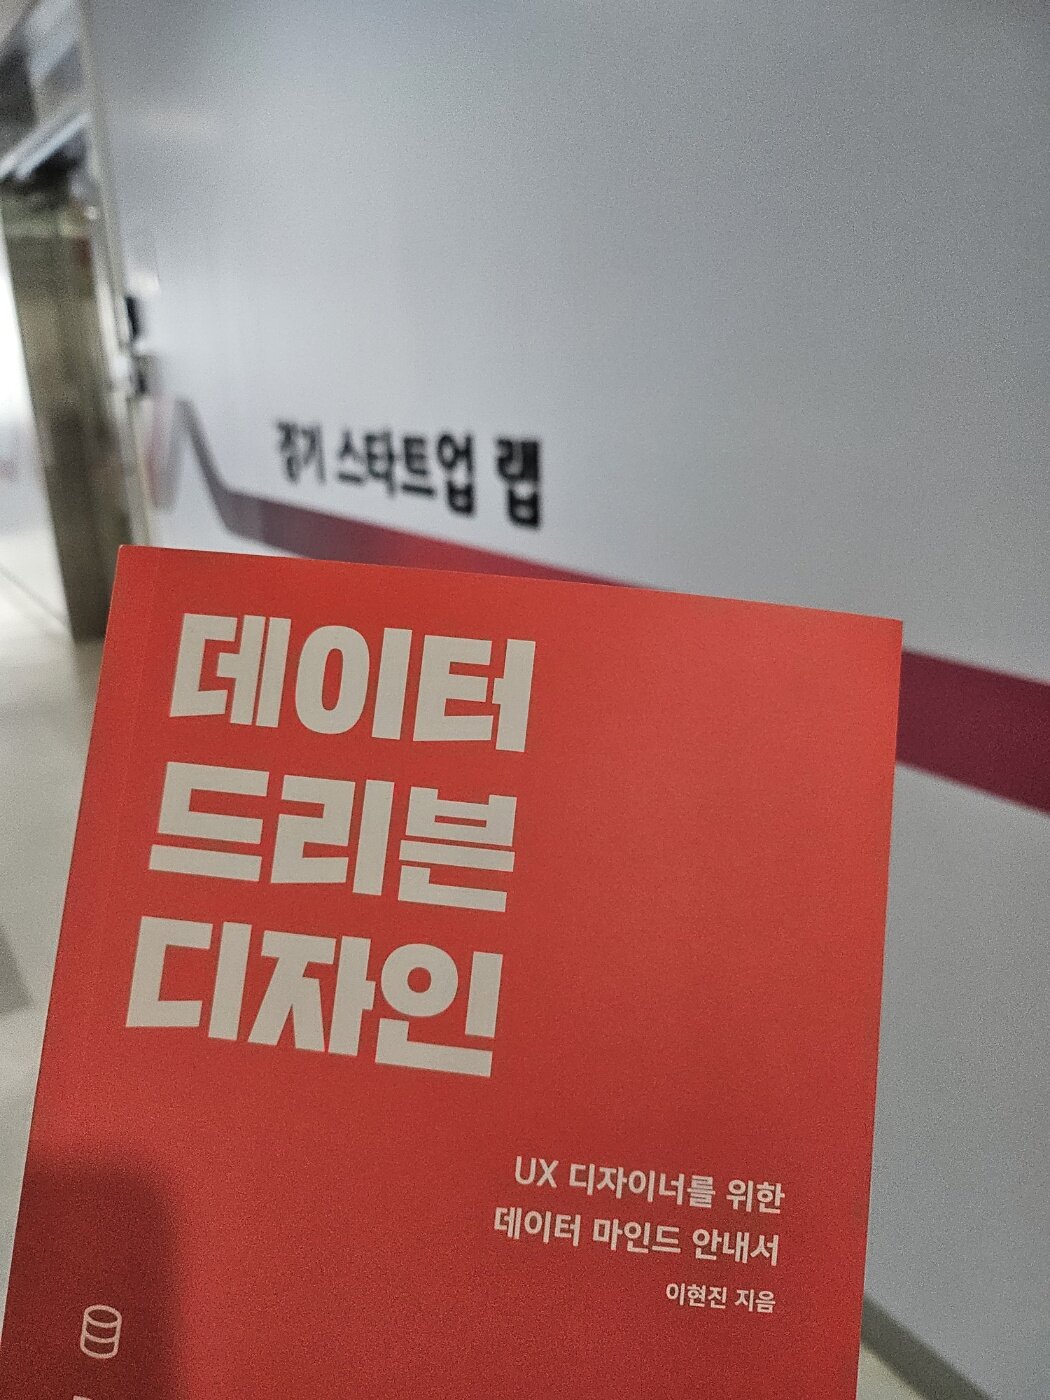 경기 스타트업 랩
데이터
드리븐
디자인
UX 디자이너를 위한
데이터 마인드 안내서
이현진 지음